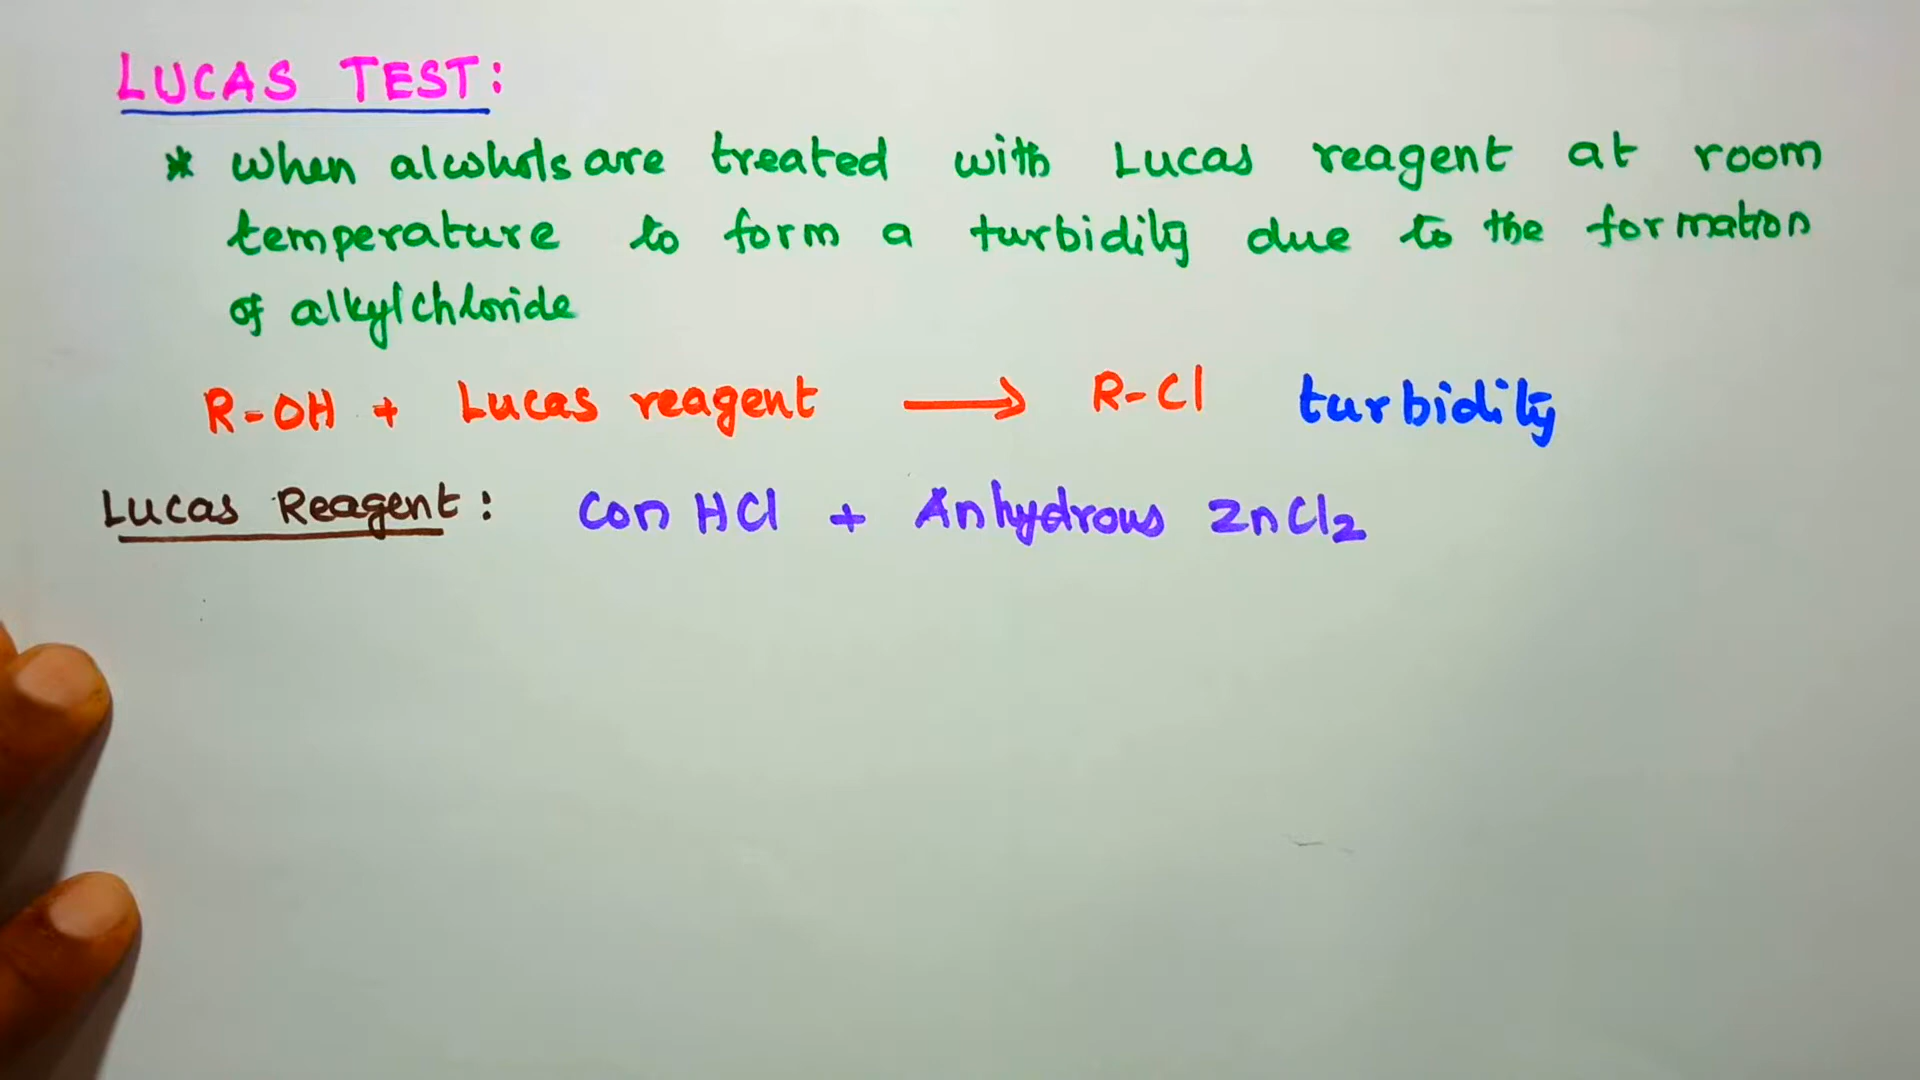 LUCAS TEST:
* When alcohols are treated with Lucas reagent at room
temperature to form a turbidity due to the formation
of alkylchloride
R-OH + Lucas reagent ⟶ R-Cl turbidity
Lucas Reagent: Con HCl + Anhydrous ZnCl2